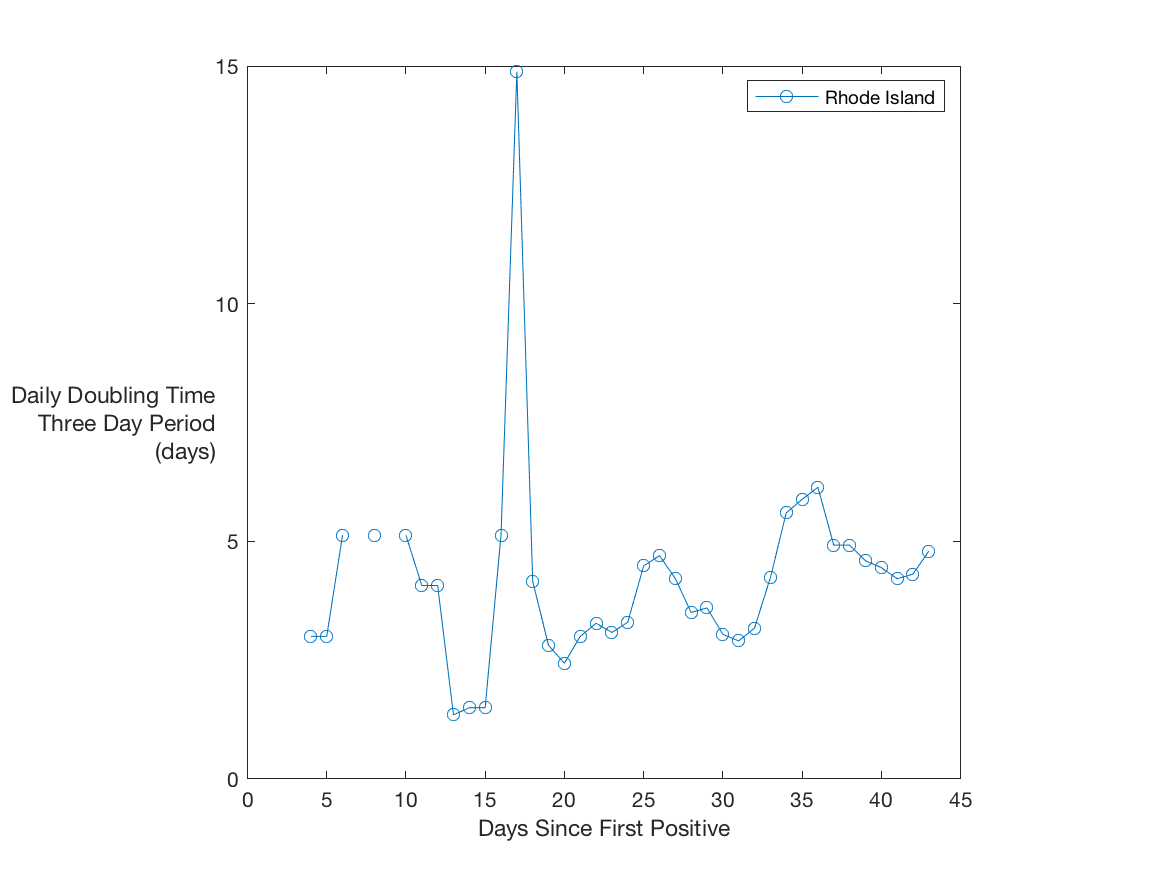 15
Rhode Island
10
Daily Doubling Time
Three Day Period
(days)
5
0
0 5 10 15 20 25 30 35 40 45
Days Since First Positive